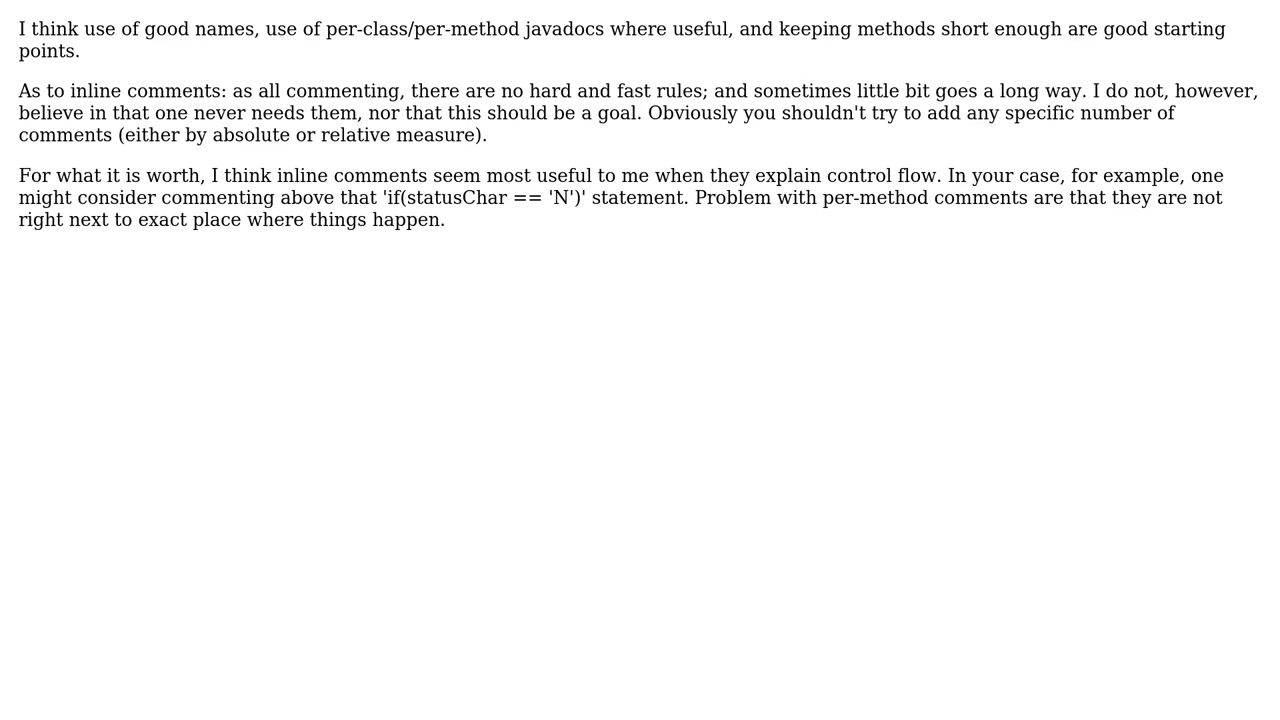 I think use of good names, use of per-class/per-method javadocs where useful, and keeping methods short enough are good starting
points.
As to inline comments: as all commenting, there are no hard and fast rules; and sometimes little bit goes a long way. I do not, however,
believe in that one never needs them, nor that this should be a goal. Obviously you shouldn't try to add any specific number of
comments (either by absolute or relative measure).
For what it is worth, I think inline comments seem most useful to me when they explain control flow. In your case, for example, one
might consider commenting above that 'if(statusChar == 'N')' statement. Problem with per-method comments are that they are not
right next to exact place where things happen.